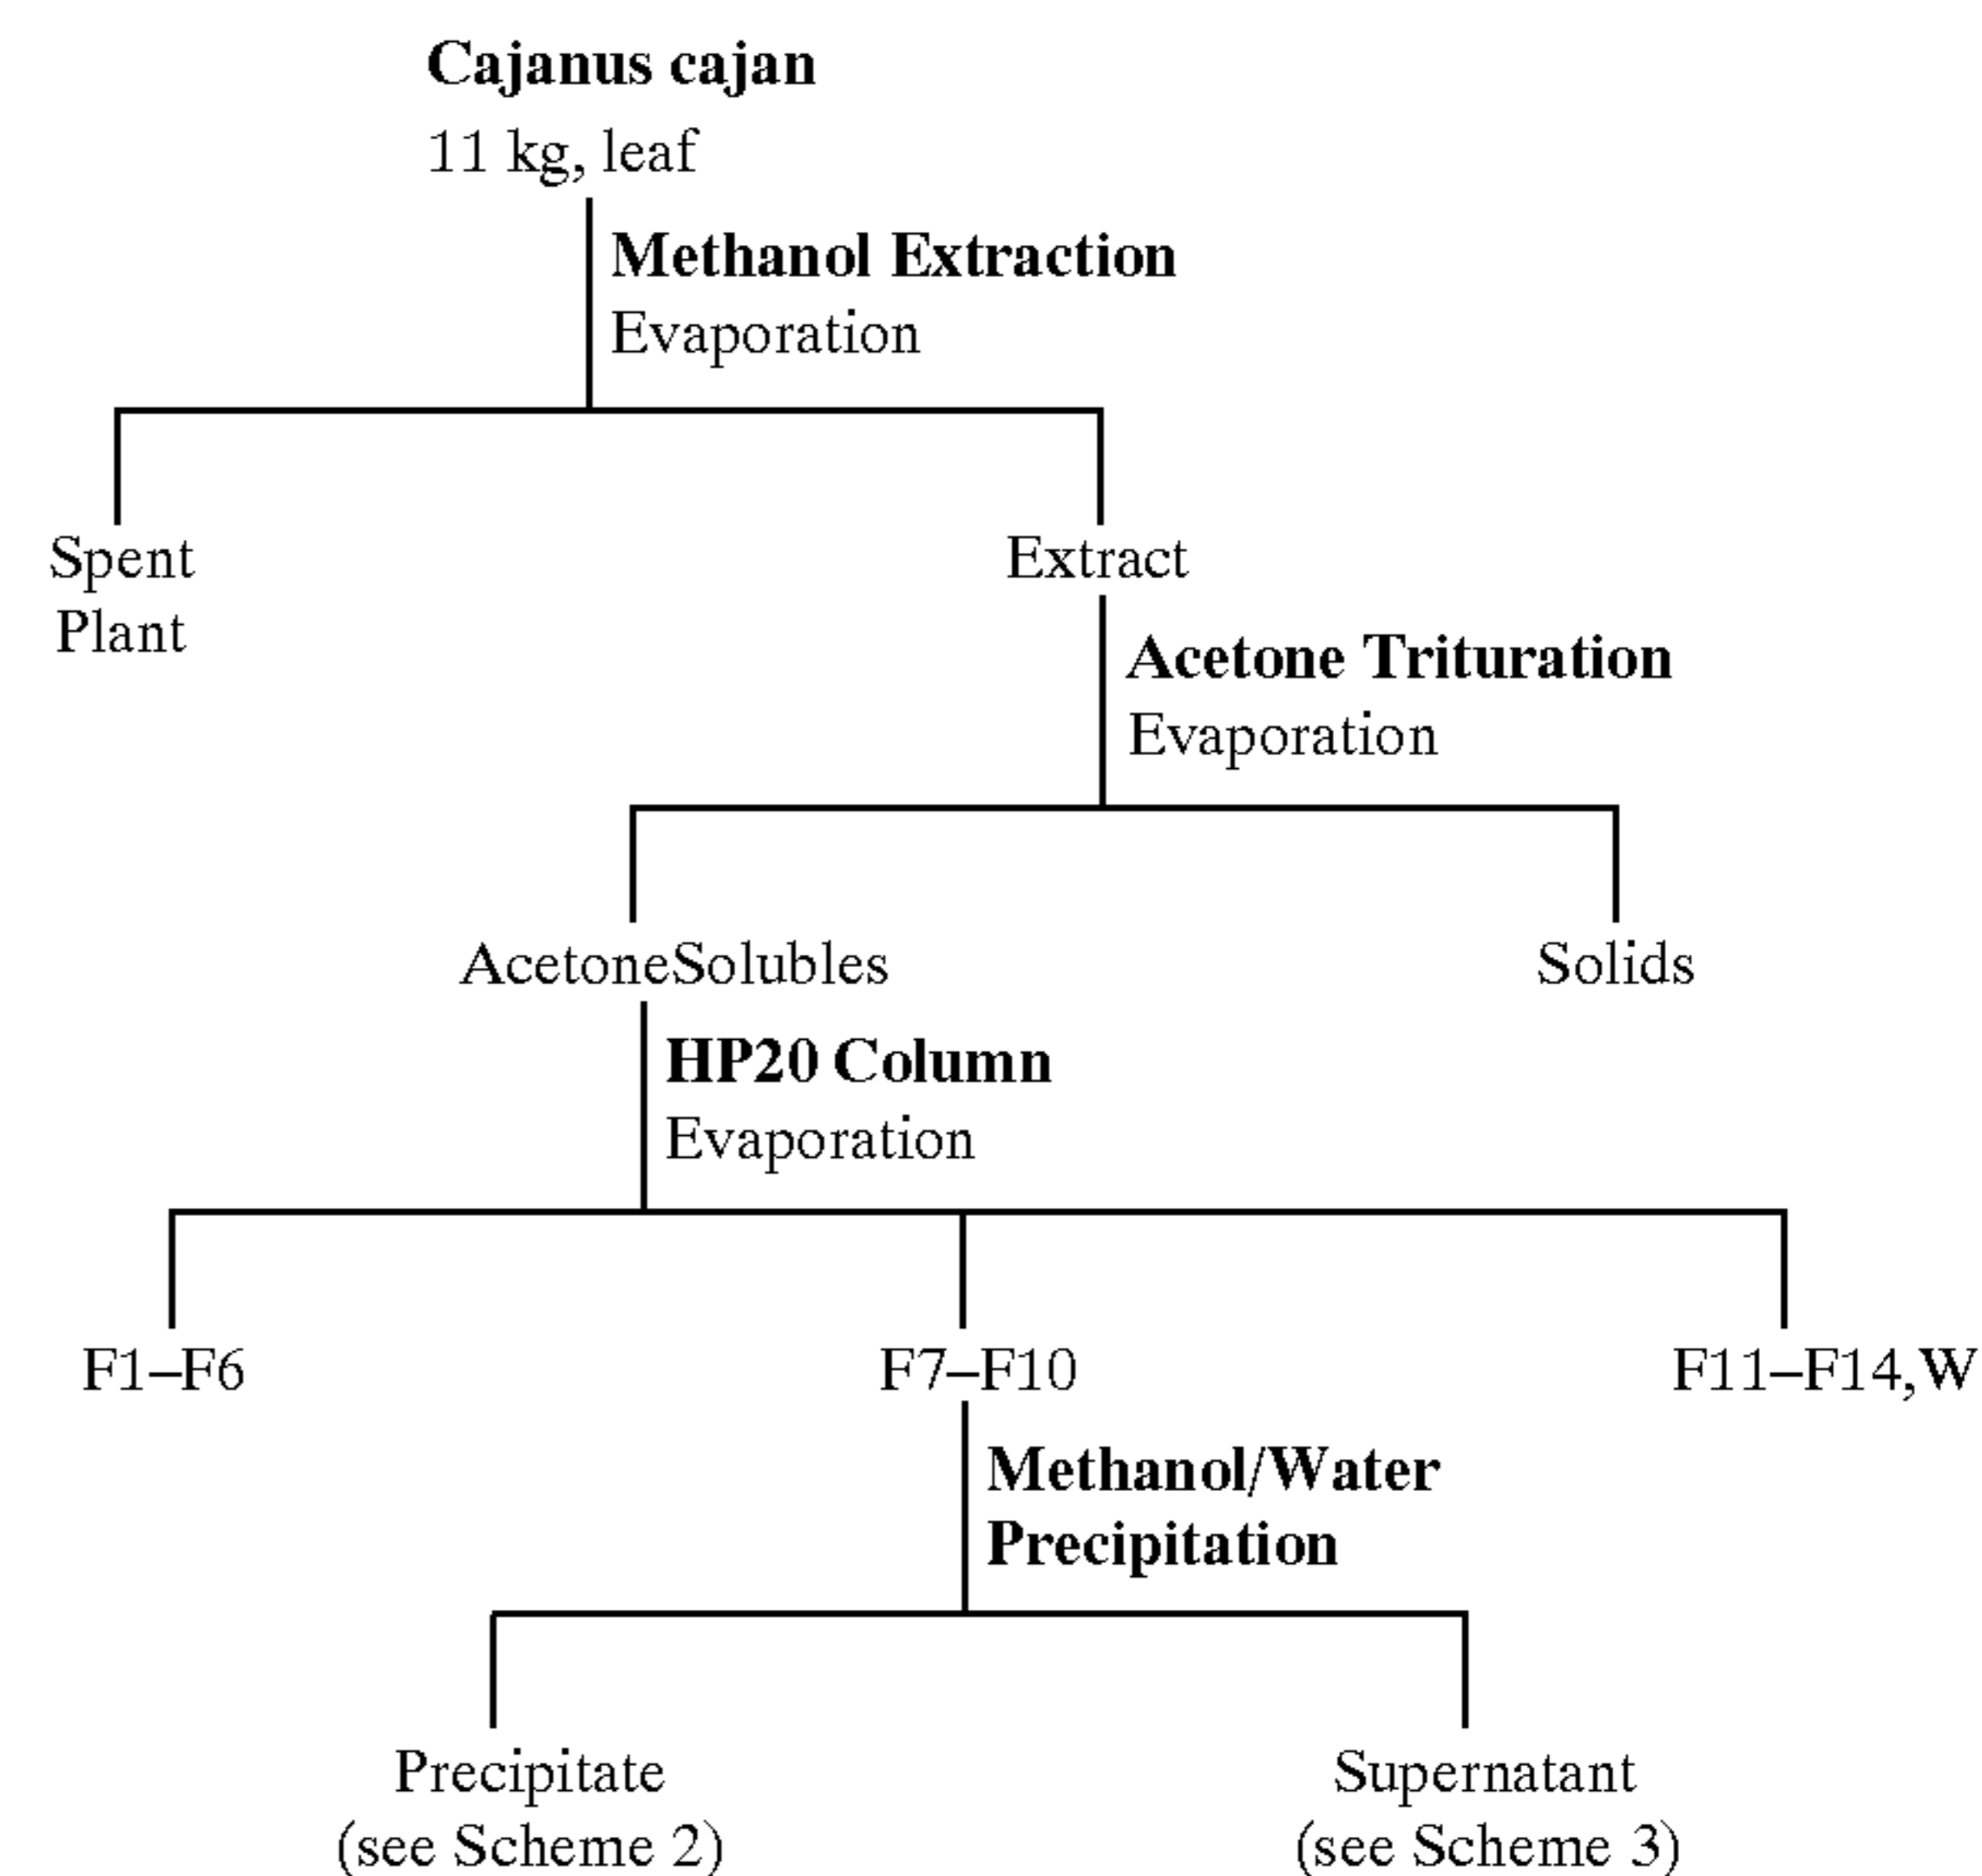 Cajanus cajan
11 kg, leaf
Methanol Extraction
Evaporation
Spent
Plant
Extract
Acetone Trituration
Evaporation
AcetoneSolubles
Solids
HP20 Column
Evaporation
F1–F6
F7–F10
F11–F14,W
Methanol/Water
Precipitation
Precipitate
(see Scheme 2)
Supernatant
(see Scheme 3)